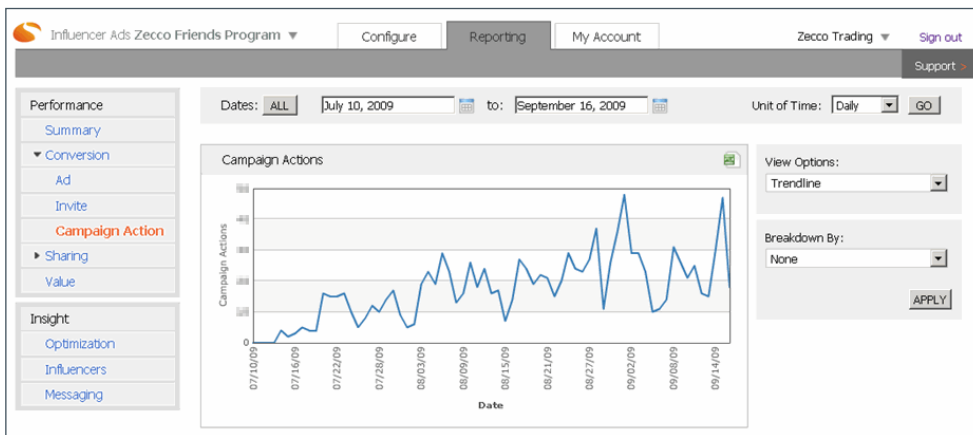 Influencer Ads Zecco Friends Program
Configure
Reporting
My Account
Zecco Trading
Sign out
Support >
Performance
Summary
Conversion
Ad
Invite
Campaign Action
Sharing
Value
Insight
Optimization
Influencers
Messaging
Dates: ALL July 10, 2009 to: September 16, 2009 Unit of Time: Daily GO
Campaign Actions
Campaign Actions
0
07/10/09
07/16/09
07/22/09
07/28/09
08/03/09
08/09/09
08/15/09
08/21/09
08/27/09
09/02/09
09/08/09
09/14/09
Date
View Options:
Trendline
Breakdown By:
None
APPLY